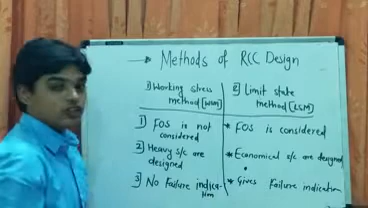 → Methods of RCC Design
1) Working stress method [WSM]
2) Limit state method [LSM]
1) FOS is not considered
* FOS is considered
2) Heavy s/c are designed
* Economical s/c are designed
3) No Failure indication
* Gives Failure indication